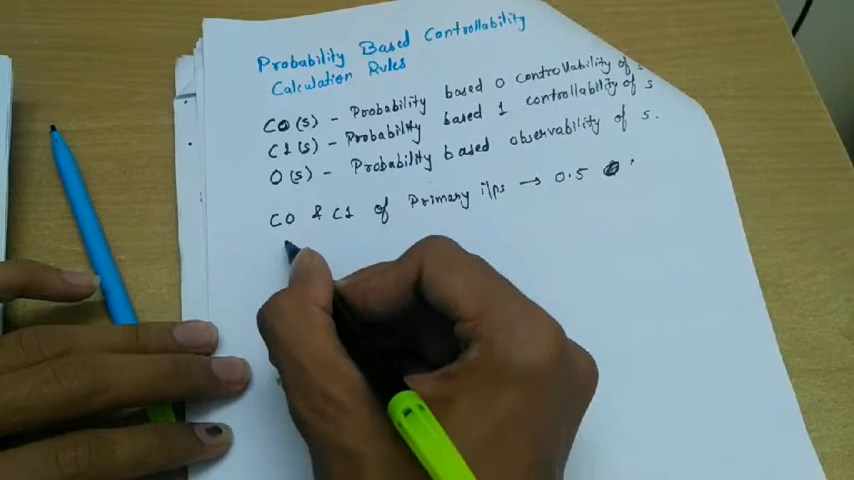 Probability Based Controllability
Calculation Rules
C0(s) - Probability based 0 controllability of s
C1(s) - Probability based 1 controllability of s
O(s) - Probability based observability of s.
C0 & C1 of Primary i/ps → 0.5